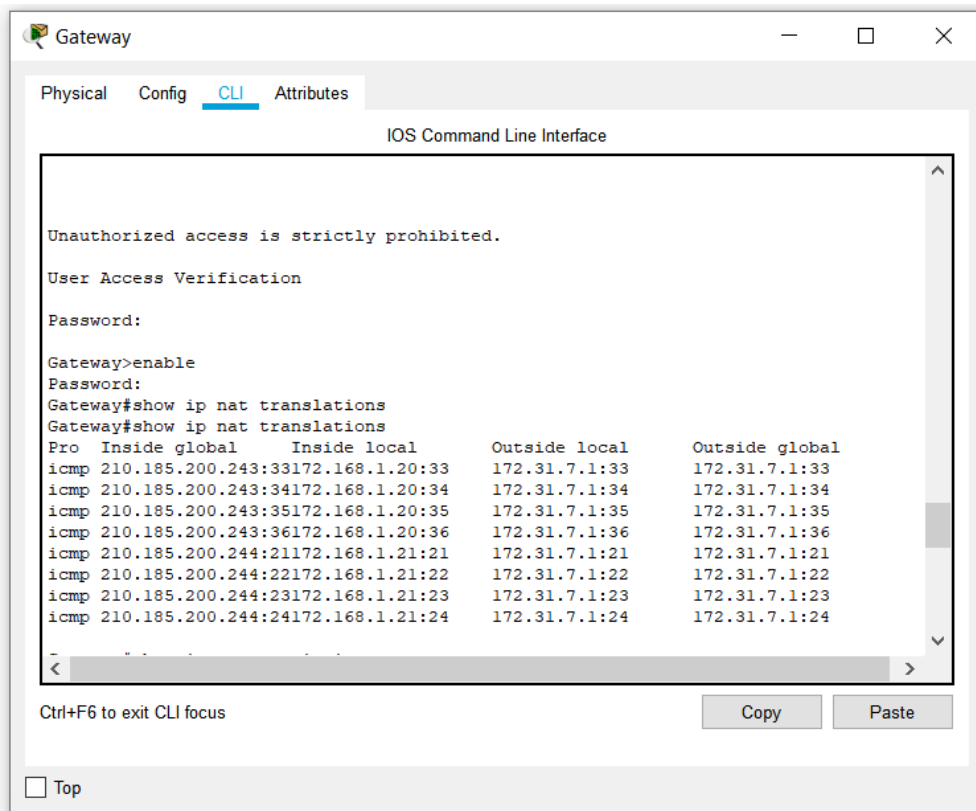 Gateway
Physical Config CLI Attributes
IOS Command Line Interface
Unauthorized access is strictly prohibited.
User Access Verification
Password:
Gateway>enable
Password:
Gateway#show ip nat translations
Gateway#show ip nat translations
Pro Inside global Inside local Outside local Outside global
icmp 210.185.200.243:33172.168.1.20:33 172.31.7.1:33 172.31.7.1:33
icmp 210.185.200.243:34172.168.1.20:34 172.31.7.1:34 172.31.7.1:34
icmp 210.185.200.243:35172.168.1.20:35 172.31.7.1:35 172.31.7.1:35
icmp 210.185.200.243:36172.168.1.20:36 172.31.7.1:36 172.31.7.1:36
icmp 210.185.200.244:21172.168.1.21:21 172.31.7.1:21 172.31.7.1:21
icmp 210.185.200.244:22172.168.1.21:22 172.31.7.1:22 172.31.7.1:22
icmp 210.185.200.244:23172.168.1.21:23 172.31.7.1:23 172.31.7.1:23
icmp 210.185.200.244:24172.168.1.21:24 172.31.7.1:24 172.31.7.1:24
Ctrl+F6 to exit CLI focus
Copy Paste
Top